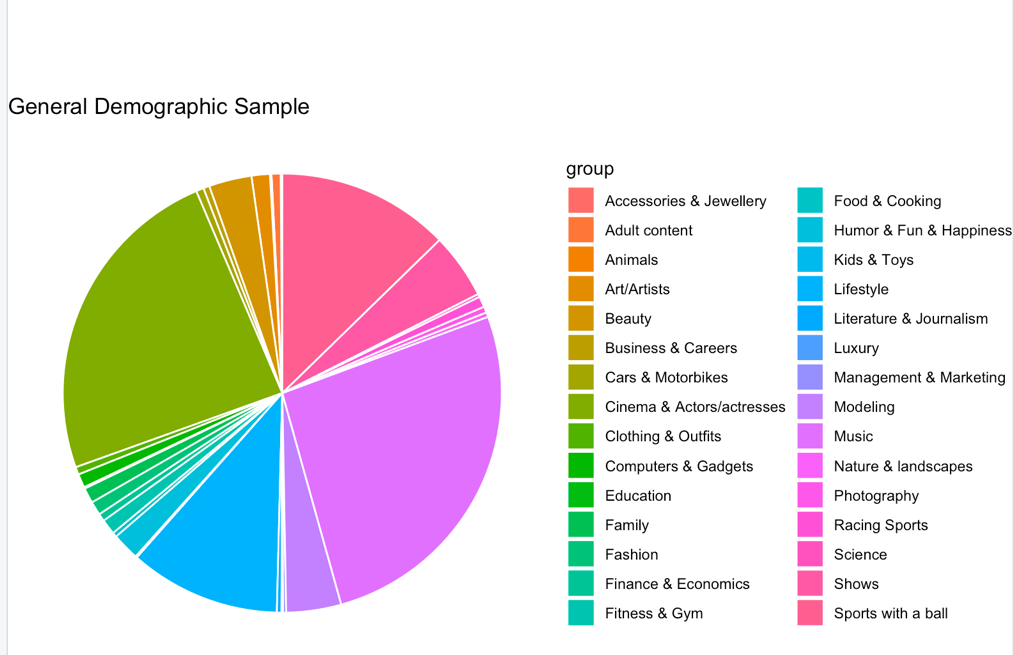 General Demographic Sample
group
Accessories & Jewellery
Adult content
Animals
Art/Artists
Beauty
Business & Careers
Cars & Motorbikes
Cinema & Actors/actresses
Clothing & Outfits
Computers & Gadgets
Education
Family
Fashion
Finance & Economics
Fitness & Gym
Food & Cooking
Humor & Fun & Happiness
Kids & Toys
Lifestyle
Literature & Journalism
Luxury
Management & Marketing
Modeling
Music
Nature & landscapes
Photography
Racing Sports
Science
Shows
Sports with a ball